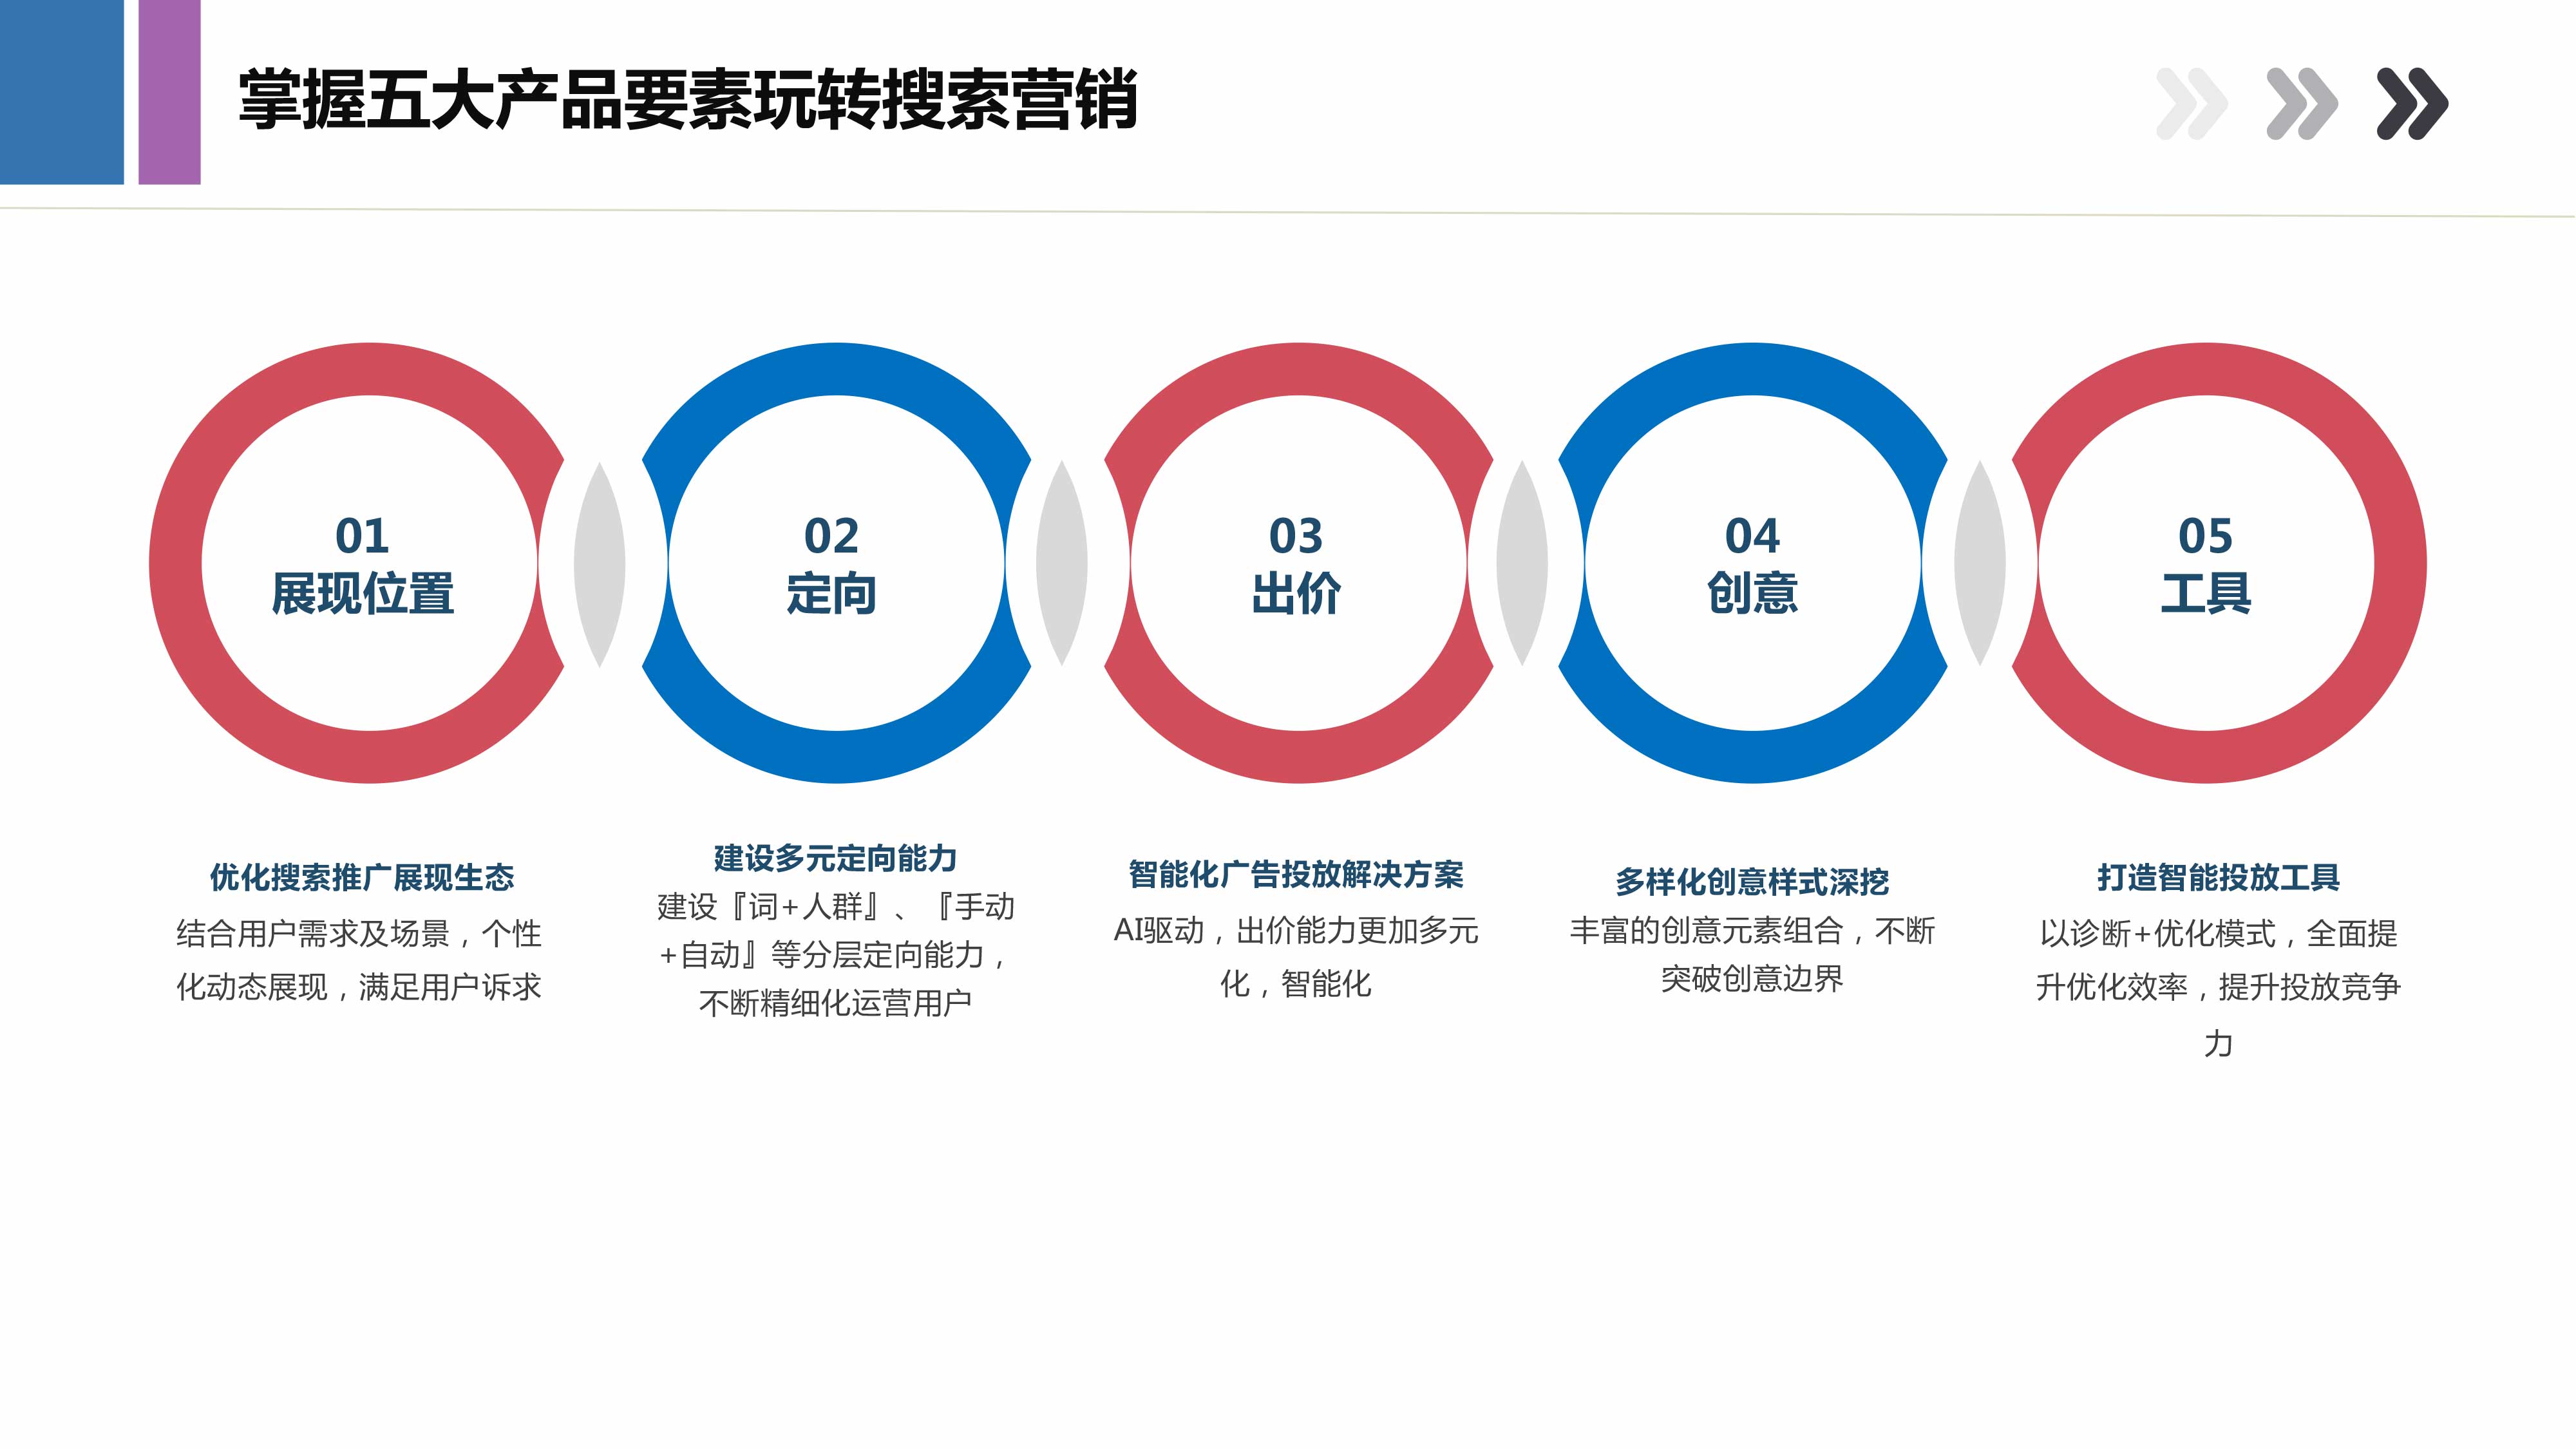 掌握五大产品要素玩转搜索营销
01
展现位置
02
定向
03
出价
04
创意
05
工具
优化搜索推广展现生态
结合用户需求及场景，个性
化动态展现，满足用户诉求
建设多元定向能力
建设『词+人群』、『手动
+自动』等分层定向能力，
不断精细化运营用户
智能化广告投放解决方案
AI驱动，出价能力更加多元
化，智能化
多样化创意样式深挖
丰富的创意元素组合，不断
突破创意边界
打造智能投放工具
以诊断+优化模式，全面提
升优化效率，提升投放竞争
力